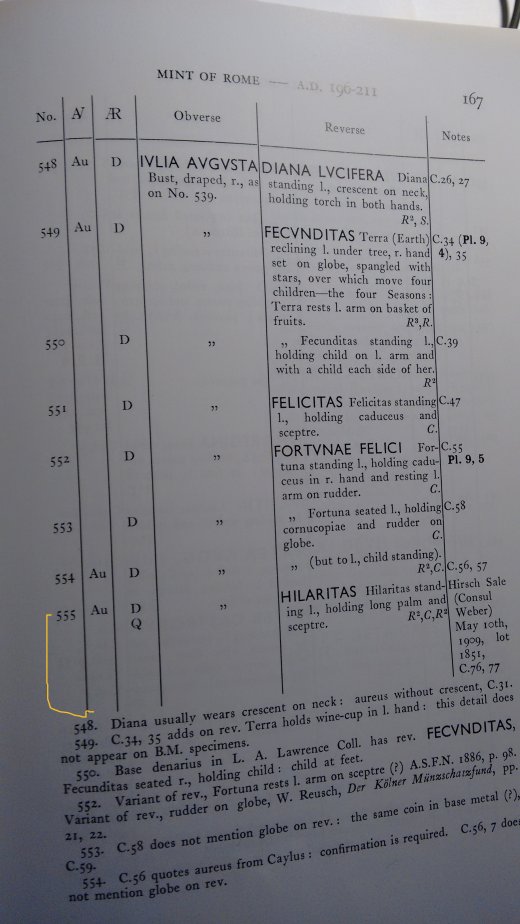 MINT OF ROME — A.D. 196-211
167
No. AV AR Obverse Reverse Notes
548 Au D IVLIA AVGVSTA DIANA LVCIFERA Diana C.26, 27
Bust, draped, r., as standing l., crescent on neck,
on No. 539. holding torch in both hands.
R², S.
549 Au D ,, FECVNDITAS Terra (Earth) C.34 (Pl. 9,
reclining l. under tree, r. hand 4), 35
set on globe, spangled with
stars, over which move four
children—the four Seasons:
Terra rests l. arm on basket of
fruits. R³,R.
550 D ,, ,, Fecunditas standing l., C.39
holding child on l. arm and
with a child each side of her.
R²
551 D ,, FELICITAS Felicitas standing C.47
l., holding caduceus and
sceptre. C.
552 D ,, FORTVNAE FELICI For- C.55
tuna standing l., holding cadu- Pl. 9, 5
ceus in r. hand and resting l.
arm on rudder. C.
553 D ,, ,, Fortuna seated l., holding C.58
cornucopiae and rudder on
globe. C.
554 Au D ,, ,, (but to l., child standing).
R²,C. C.56, 57
555 Au D ,, HILARITAS Hilaritas stand- Hirsch Sale
Q ing l., holding long palm and (Consul
sceptre. R²,C,R² Weber)
May 10th,
1909, lot
1851,
C.76, 77
548. Diana usually wears crescent on neck: aureus without crescent, C.31.
549. C.34, 35 adds on rev. Terra holds wine-cup in l. hand: this detail does
not appear on B.M. specimens.
550. Base denarius in L. A. Lawrence Coll. has rev. FECVNDITAS,
Fecunditas seated r., holding child: child at feet.
552. Variant of rev., Fortuna rests l. arm on sceptre (?) A.S.F.N. 1886, p. 98.
Variant of rev., rudder on globe, W. Reusch, Der Kölner Münzschatzfund, pp.
21, 22.
553. C.58 does not mention globe on rev.: the same coin in base metal (?),
C.59.
554. C.56 quotes aureus from Caylus: confirmation is required. C.56, 7 does
not mention globe on rev.